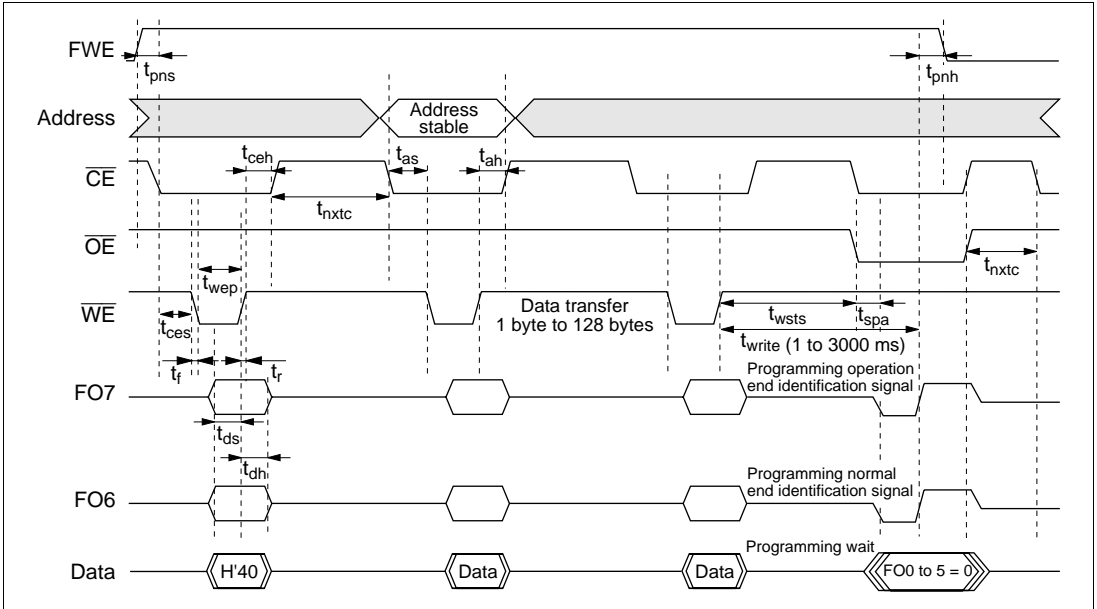 FWE
tpns
tpnh
Address
Address
stable
tceh
tas
tah
CE
tnxtc
OE
twep
tnxtc
WE
Data transfer
1 byte to 128 bytes
tces
twsts
tspa
twrite (1 to 3000 ms)
tf
tr
Programming operation
end identification signal
FO7
tds
tdh
Programming normal
end identification signal
FO6
Programming wait
Data
H'40
Data
Data
FO0 to 5 = 0